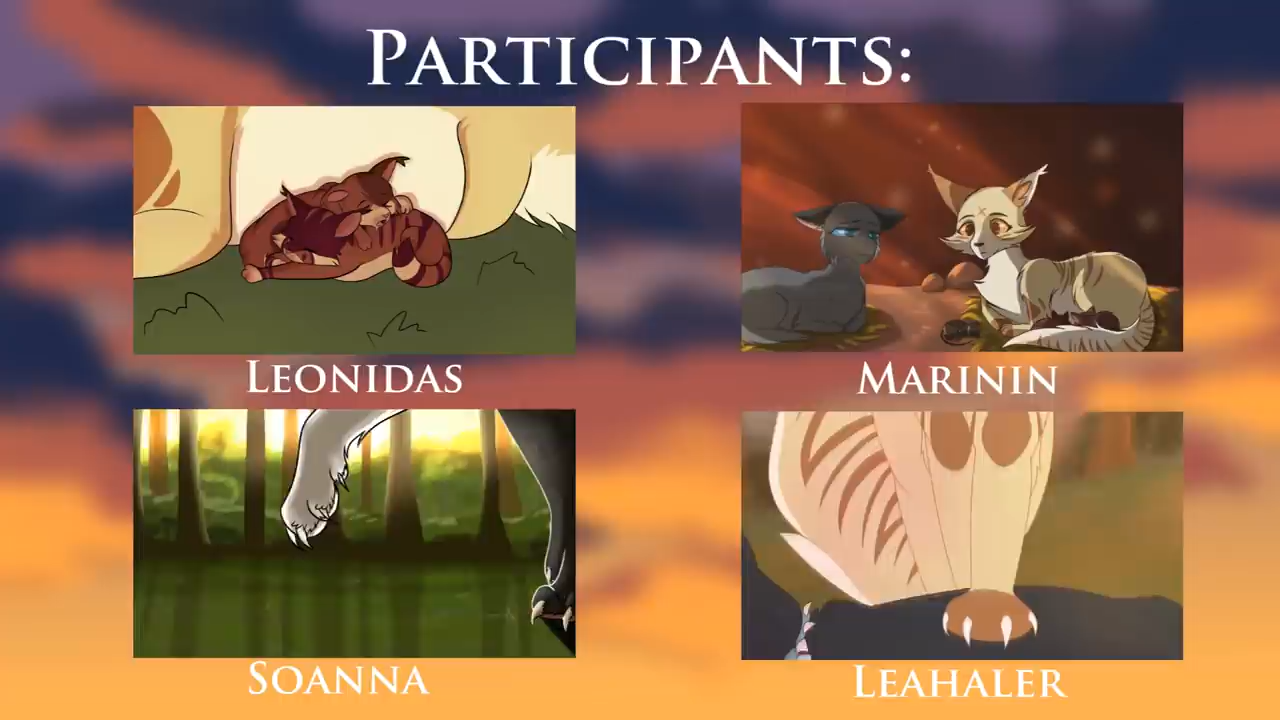 Participants:
Leonidas
Marinin
Soanna
Leahaler